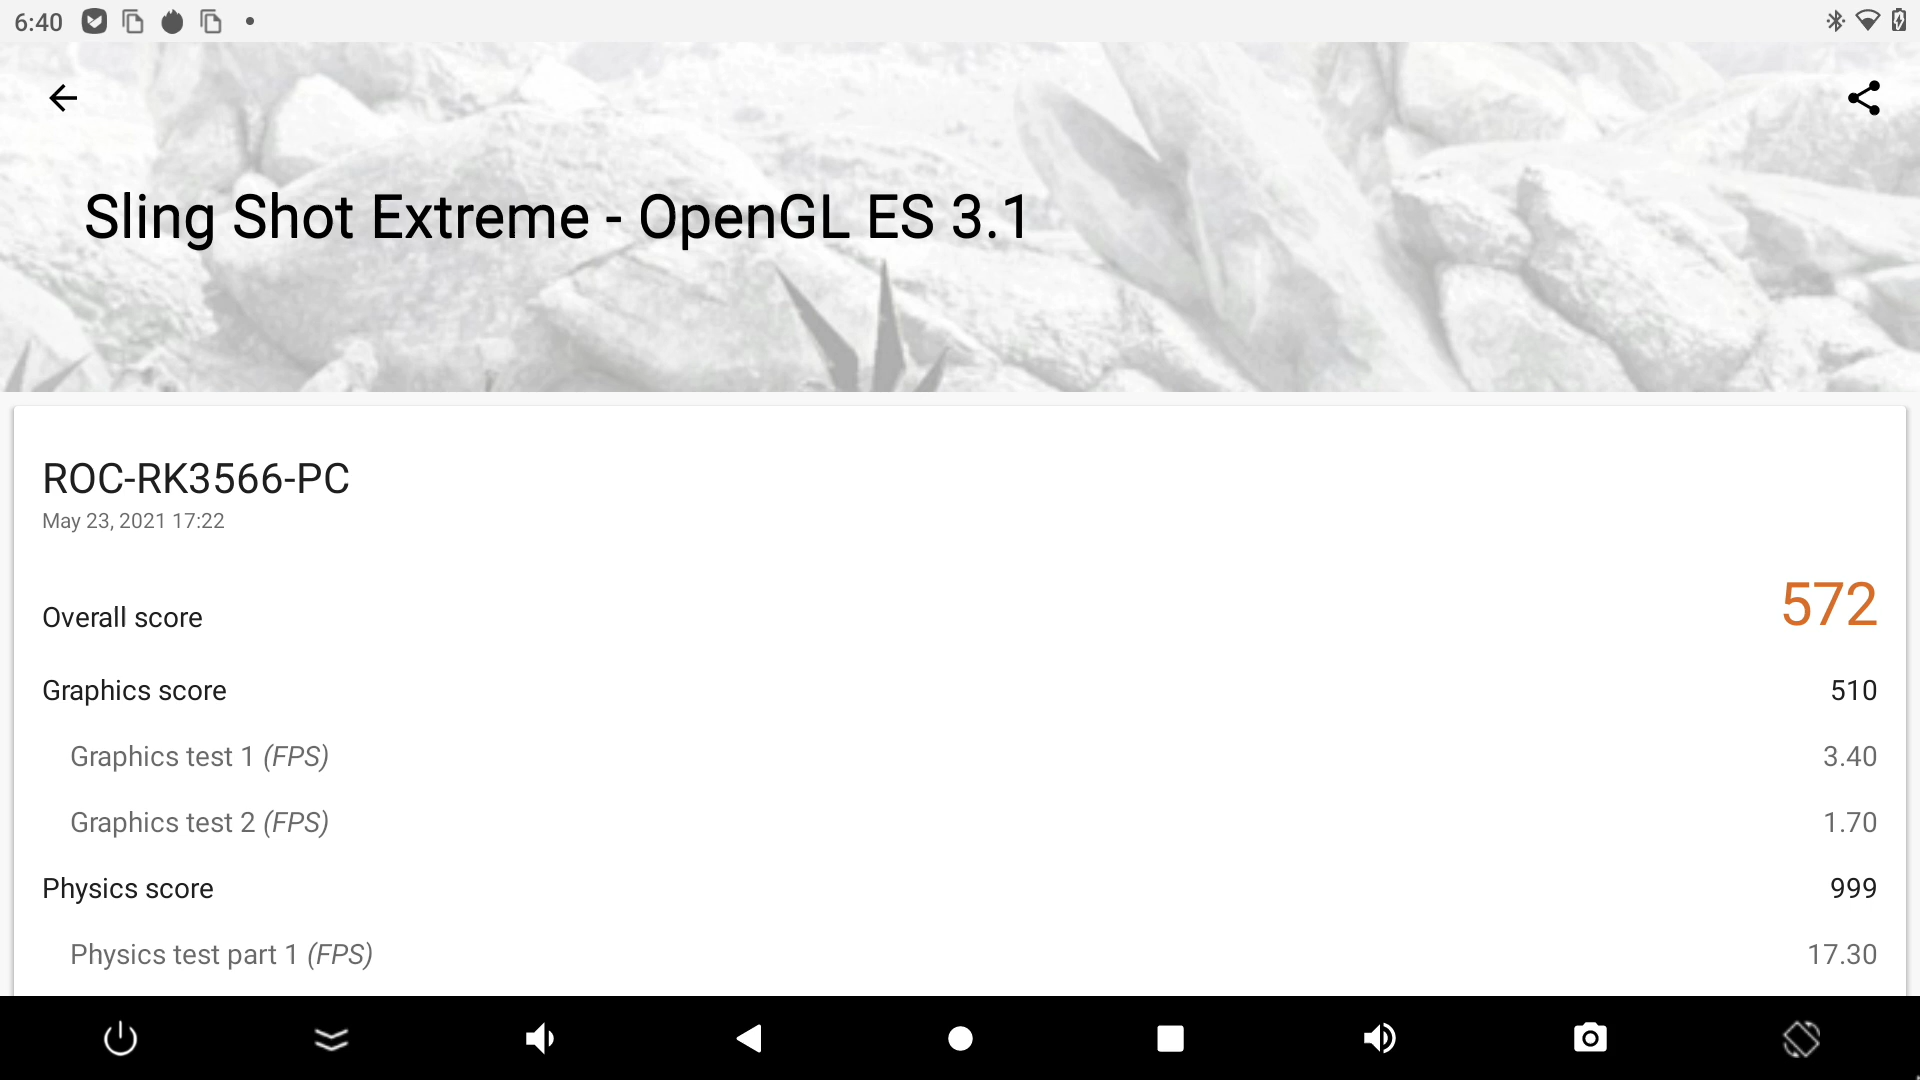 6:40
Sling Shot Extreme - OpenGL ES 3.1
ROC-RK3566-PC
May 23, 2021 17:22
Overall score 572
Graphics score 510
Graphics test 1 (FPS) 3.40
Graphics test 2 (FPS) 1.70
Physics score 999
Physics test part 1 (FPS) 17.30